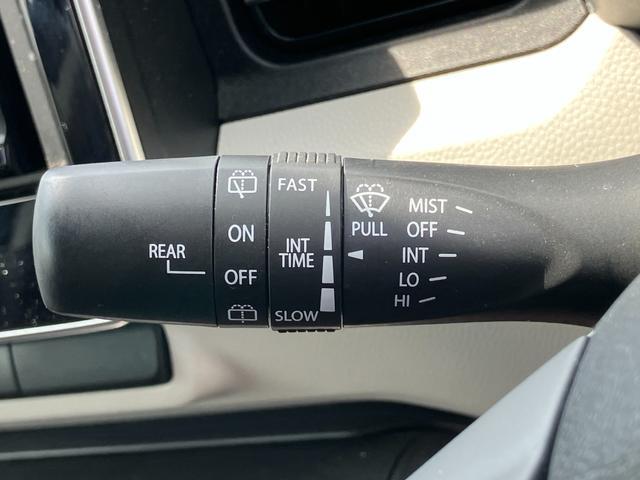 REAR
ON
OFF
FAST
INT
TIME
SLOW
PULL
MIST
OFF
INT
LO
HI